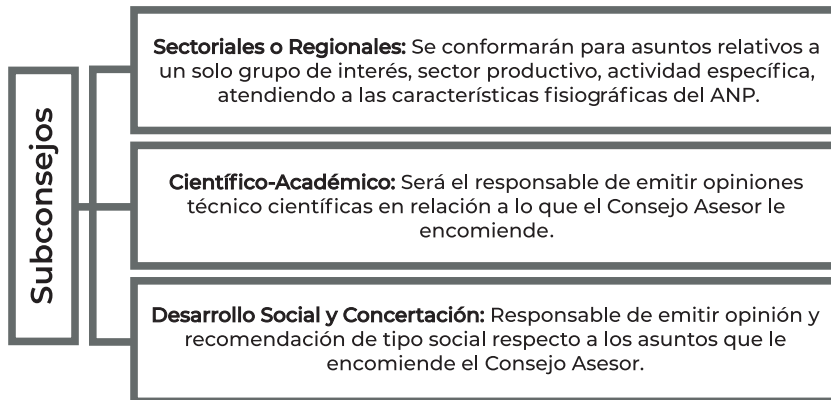 Subconsejos
Sectoriales o Regionales: Se conformarán para asuntos relativos a
un solo grupo de interés, sector productivo, actividad específica,
atendiendo a las características fisiográficas del ANP.
Científico-Académico: Será el responsable de emitir opiniones
técnico científicas en relación a lo que el Consejo Asesor le
encomiende.
Desarrollo Social y Concertación: Responsable de emitir opinión y
recomendación de tipo social respecto a los asuntos que le
encomiende el Consejo Asesor.